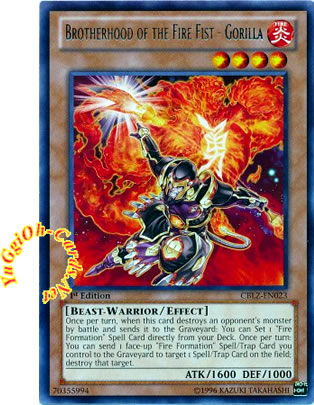 BROTHERHOOD OF THE FIRE FIST - GORILLA
FIRE
炎
YuGgiOh-Cards.Net
1st Edition
CBLZ-EN023
[BEAST-WARRIOR/EFFECT]
Once per turn, when this card destroys an opponent's monster
by battle and sends it to the Graveyard: You can Set 1 "Fire
Formation" Spell Card directly from your Deck. Once per turn:
You can send 1 face-up "Fire Formation" Spell/Trap Card you
control to the Graveyard to target 1 Spell/Trap Card on the field;
destroy that target.
ATK/1600 DEF/1000
70355994
©1996 KAZUKI TAKAHASHI